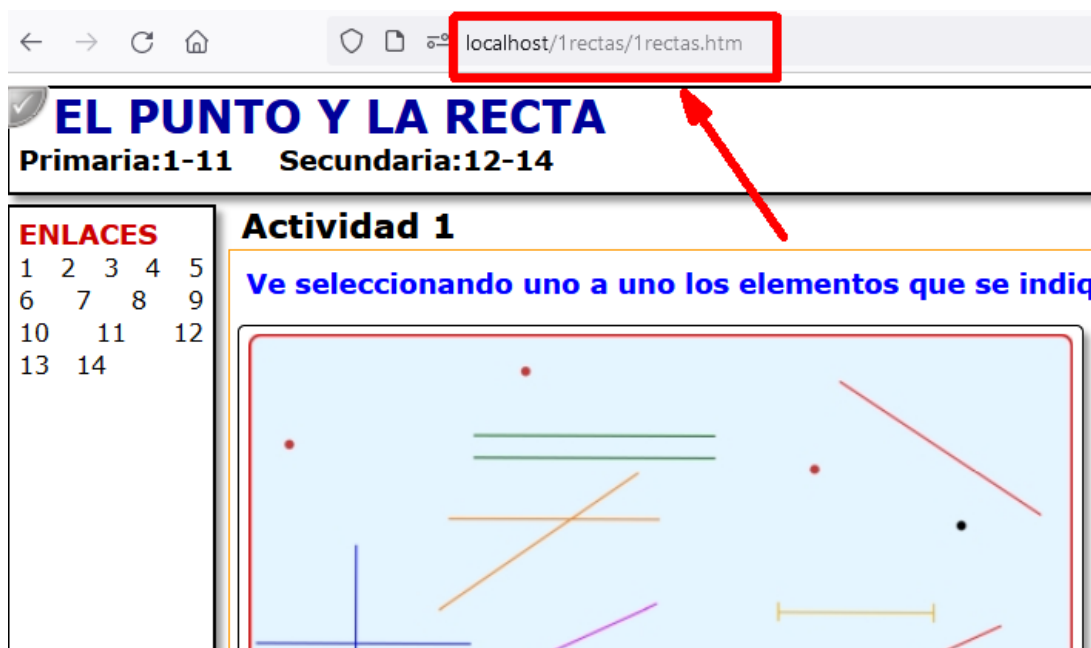 localhost/1rectas/1rectas.htm
EL PUNTO Y LA RECTA
Primaria:1-11 Secundaria:12-14
ENLACES
1 2 3 4 5
6 7 8 9
10 11 12
13 14
Actividad 1
Ve seleccionando uno a uno los elementos que se